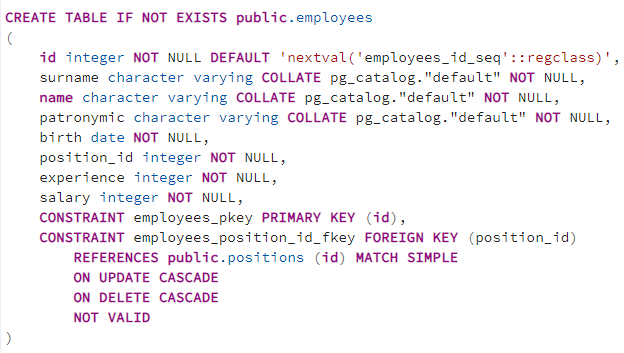 CREATE TABLE IF NOT EXISTS public.employees
(
    id integer NOT NULL DEFAULT 'nextval('employees_id_seq'::regclass)',
    surname character varying COLLATE pg_catalog."default" NOT NULL,
    name character varying COLLATE pg_catalog."default" NOT NULL,
    patronymic character varying COLLATE pg_catalog."default" NOT NULL,
    birth date NOT NULL,
    position_id integer NOT NULL,
    experience integer NOT NULL,
    salary integer NOT NULL,
    CONSTRAINT employees_pkey PRIMARY KEY (id),
    CONSTRAINT employees_position_id_fkey FOREIGN KEY (position_id)
        REFERENCES public.positions (id) MATCH SIMPLE
        ON UPDATE CASCADE
        ON DELETE CASCADE
        NOT VALID
)